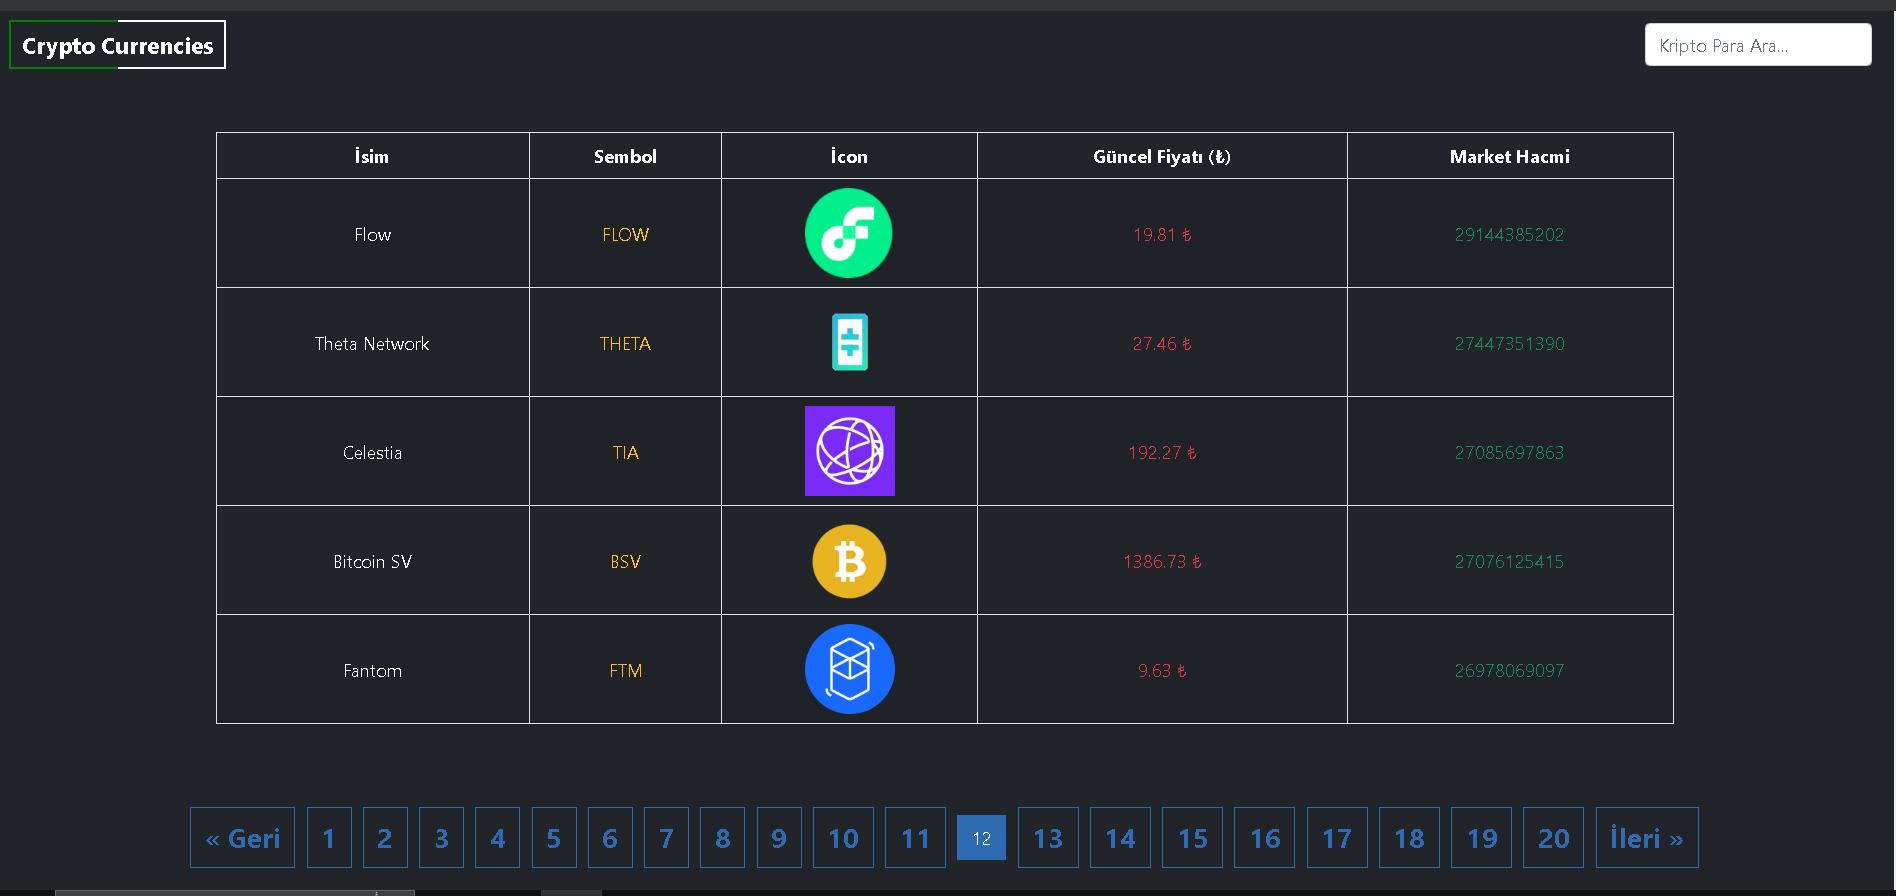 Crypto Currencies
Kripto Para Ara...
İsim Sembol İcon Güncel Fiyatı (₺) Market Hacmi
Flow FLOW 19.81 ₺ 29144385202
Theta Network THETA 27.46 ₺ 27447351390
Celestia TIA 192.27 ₺ 27085697863
Bitcoin SV BSV 1386.73 ₺ 27076125415
Fantom FTM 9.63 ₺ 26978069097
« Geri 1 2 3 4 5 6 7 8 9 10 11 12 13 14 15 16 17 18 19 20 İleri »